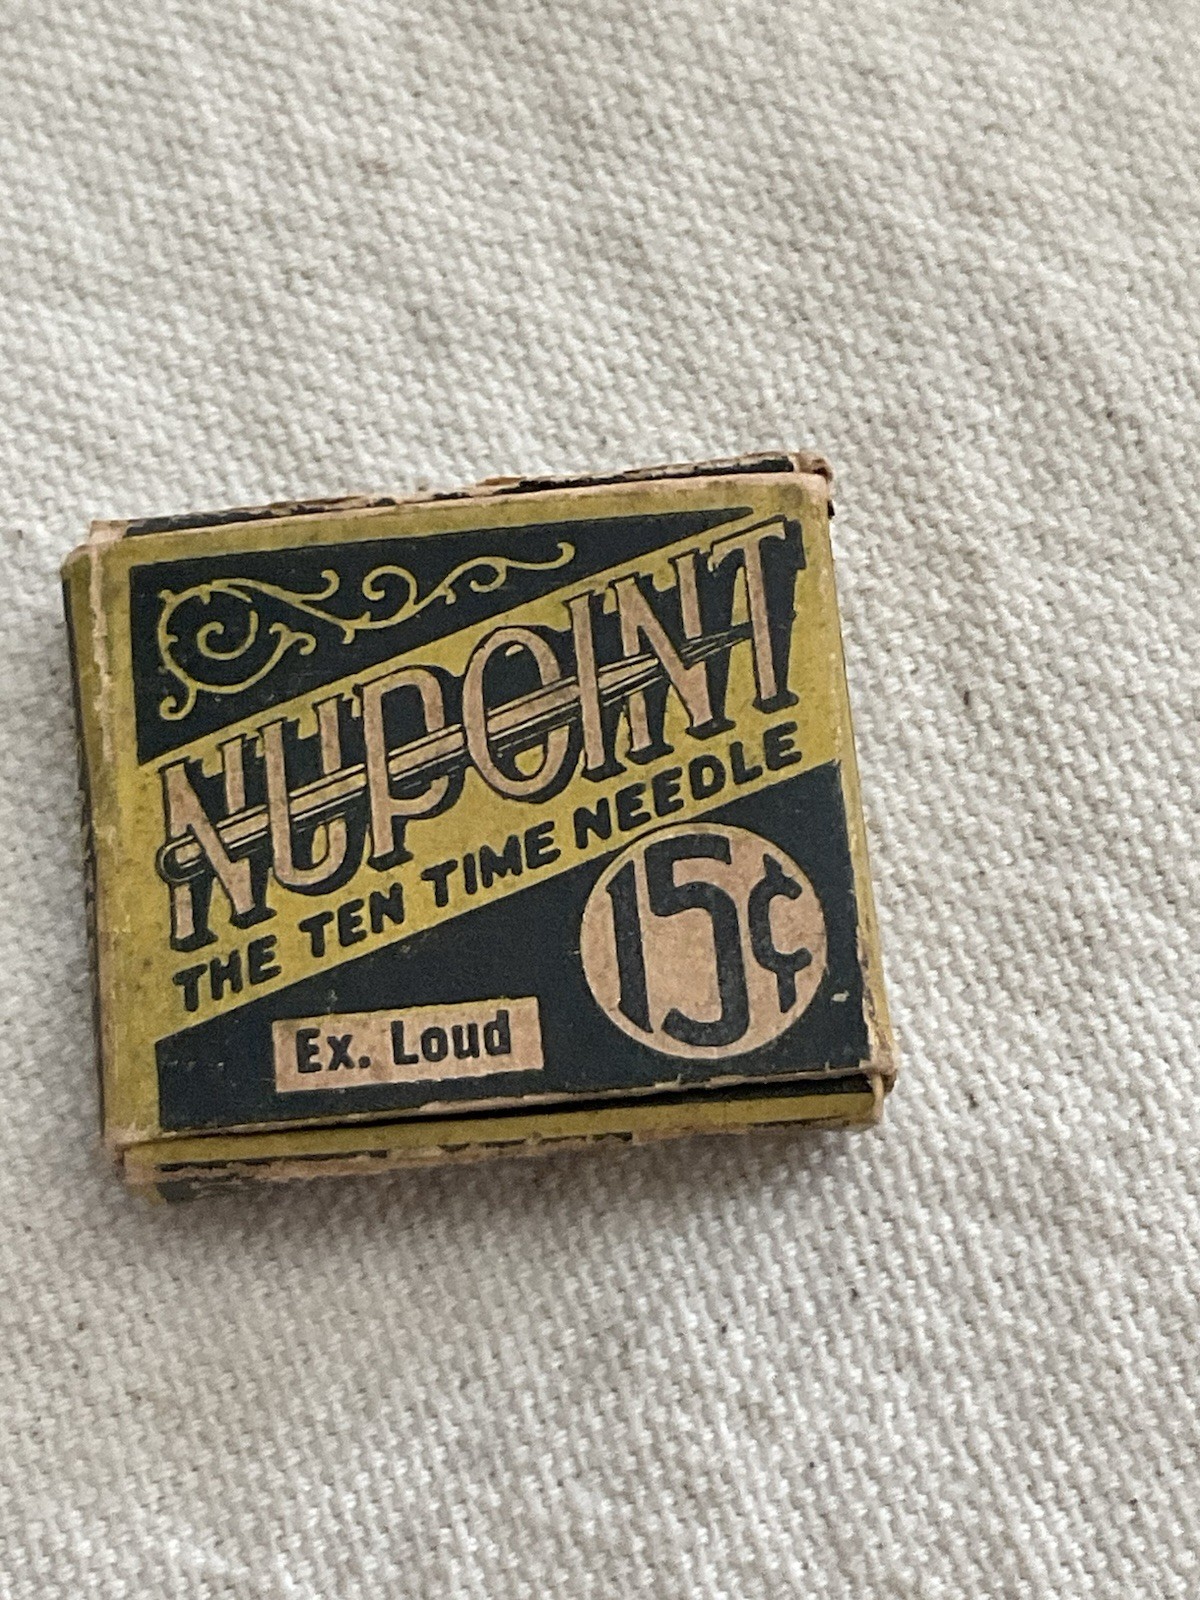 NUPOINT
THE TEN TIME NEEDLE
15¢
Ex. Loud